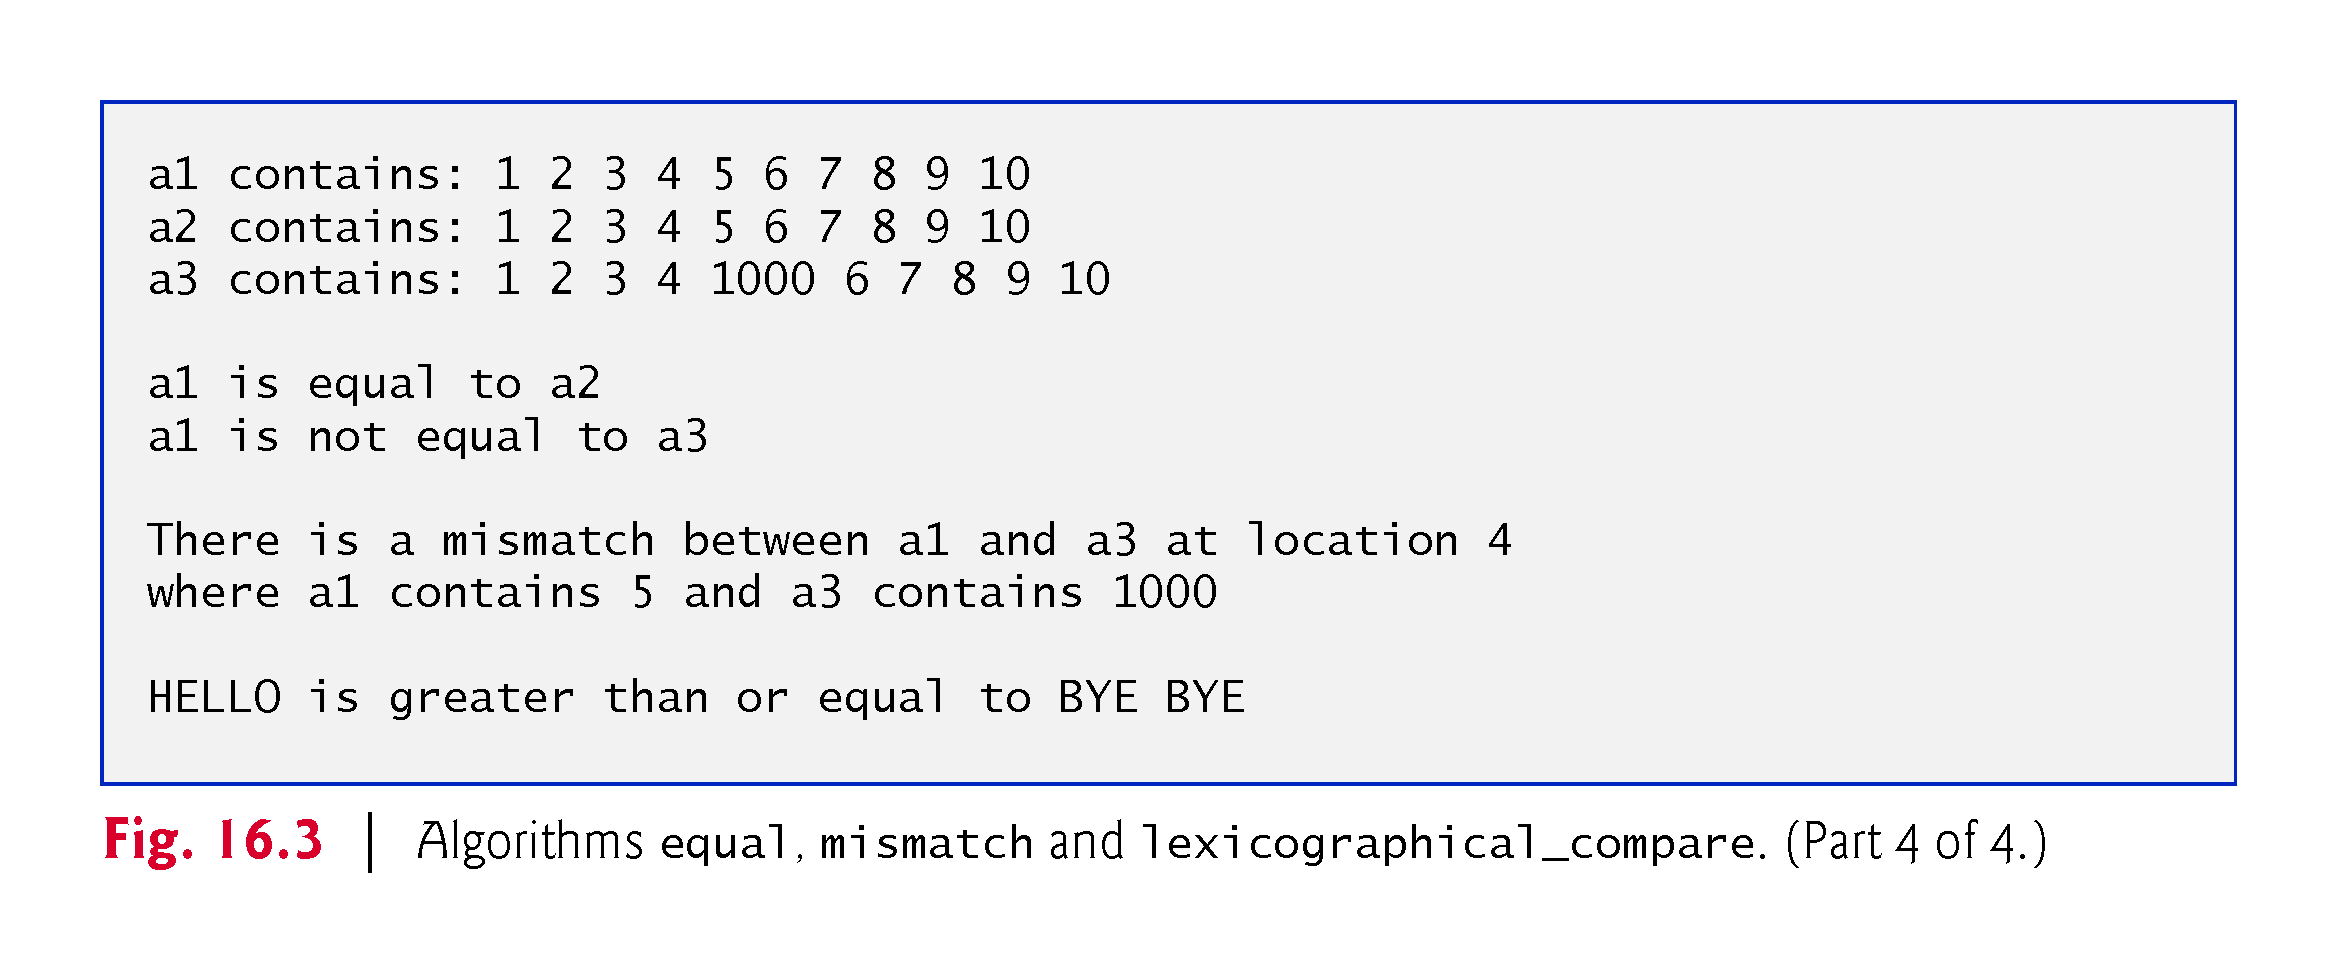 a1 contains: 1 2 3 4 5 6 7 8 9 10
a2 contains: 1 2 3 4 5 6 7 8 9 10
a3 contains: 1 2 3 4 1000 6 7 8 9 10
a1 is equal to a2
a1 is not equal to a3
There is a mismatch between a1 and a3 at location 4
where a1 contains 5 and a3 contains 1000
HELLO is greater than or equal to BYE BYE
Fig. 16.3 | Algorithms equal, mismatch and lexicographical_compare. (Part 4 of 4.)